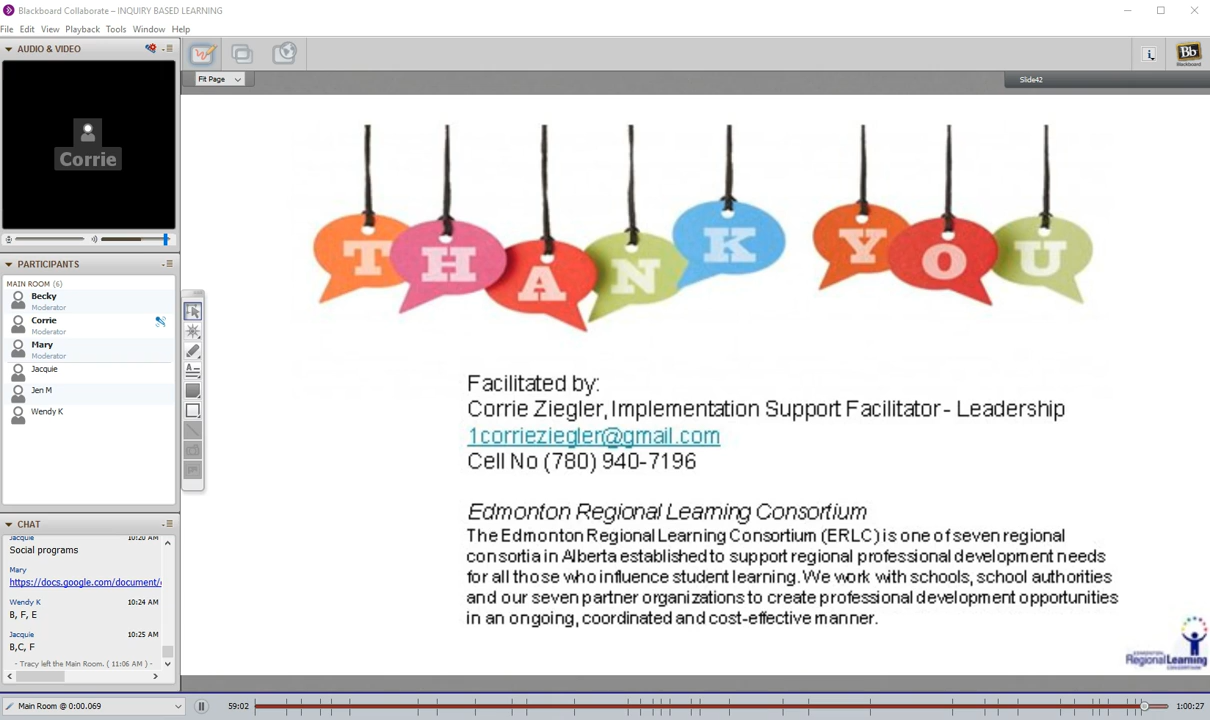 Blackboard Collaborate – INQUIRY BASED LEARNING
File Edit View Playback Tools Window Help
AUDIO & VIDEO
Corrie
PARTICIPANTS
MAIN ROOM (6)
Becky
Moderator
Corrie
Moderator
Mary
Moderator
Jacquie
Jen M
Wendy K
CHAT
Jacquie 10:20 AM
Social programs
Mary
https://docs.google.com/document/
Wendy K 10:24 AM
B, F, E
Jacquie 10:25 AM
B,C, F
- Tracy left the Main Room. ( 11:06 AM ) -
Fit Page
Slide42
Bb
Blackboard
THANK YOU
Facilitated by:
Corrie Ziegler, Implementation Support Facilitator - Leadership
1corrieziegler@gmail.com
Cell No (780) 940-7196
Edmonton Regional Learning Consortium
The Edmonton Regional Learning Consortium (ERLC) is one of seven regional
consortia in Alberta established to support regional professional development needs
for all those who influence student learning. We work with schools, school authorities
and our seven partner organizations to create professional development opportunities
in an ongoing, coordinated and cost-effective manner.
EDMONTON
Regional Learning
CONSORTIUM
Main Room @ 0:00.069
59:02
1:00:27